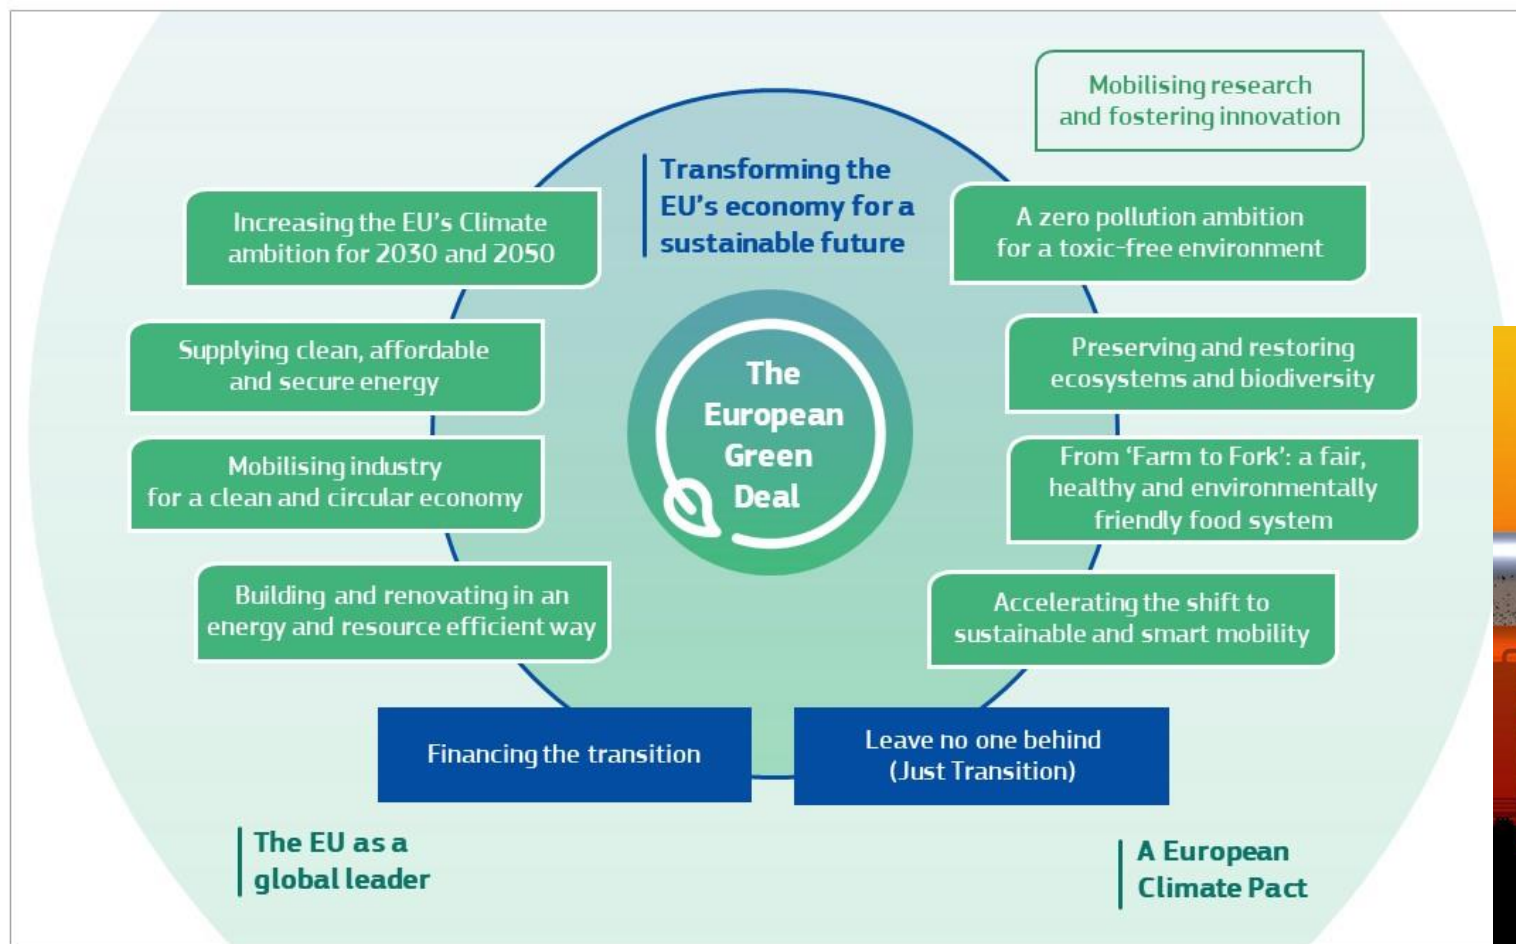 Mobilising research
and fostering innovation
Transforming the
EU's economy for a
sustainable future
Increasing the EU's Climate
ambition for 2030 and 2050
A zero pollution ambition
for a toxic-free environment
Supplying clean, affordable
and secure energy
Preserving and restoring
ecosystems and biodiversity
The
European
Green
Deal
Mobilising industry
for a clean and circular economy
From ‘Farm to Fork’: a fair,
healthy and environmentally
friendly food system
Building and renovating in an
energy and resource efficient way
Accelerating the shift to
sustainable and smart mobility
Financing the transition
Leave no one behind
(Just Transition)
The EU as a
global leader
A European
Climate Pact